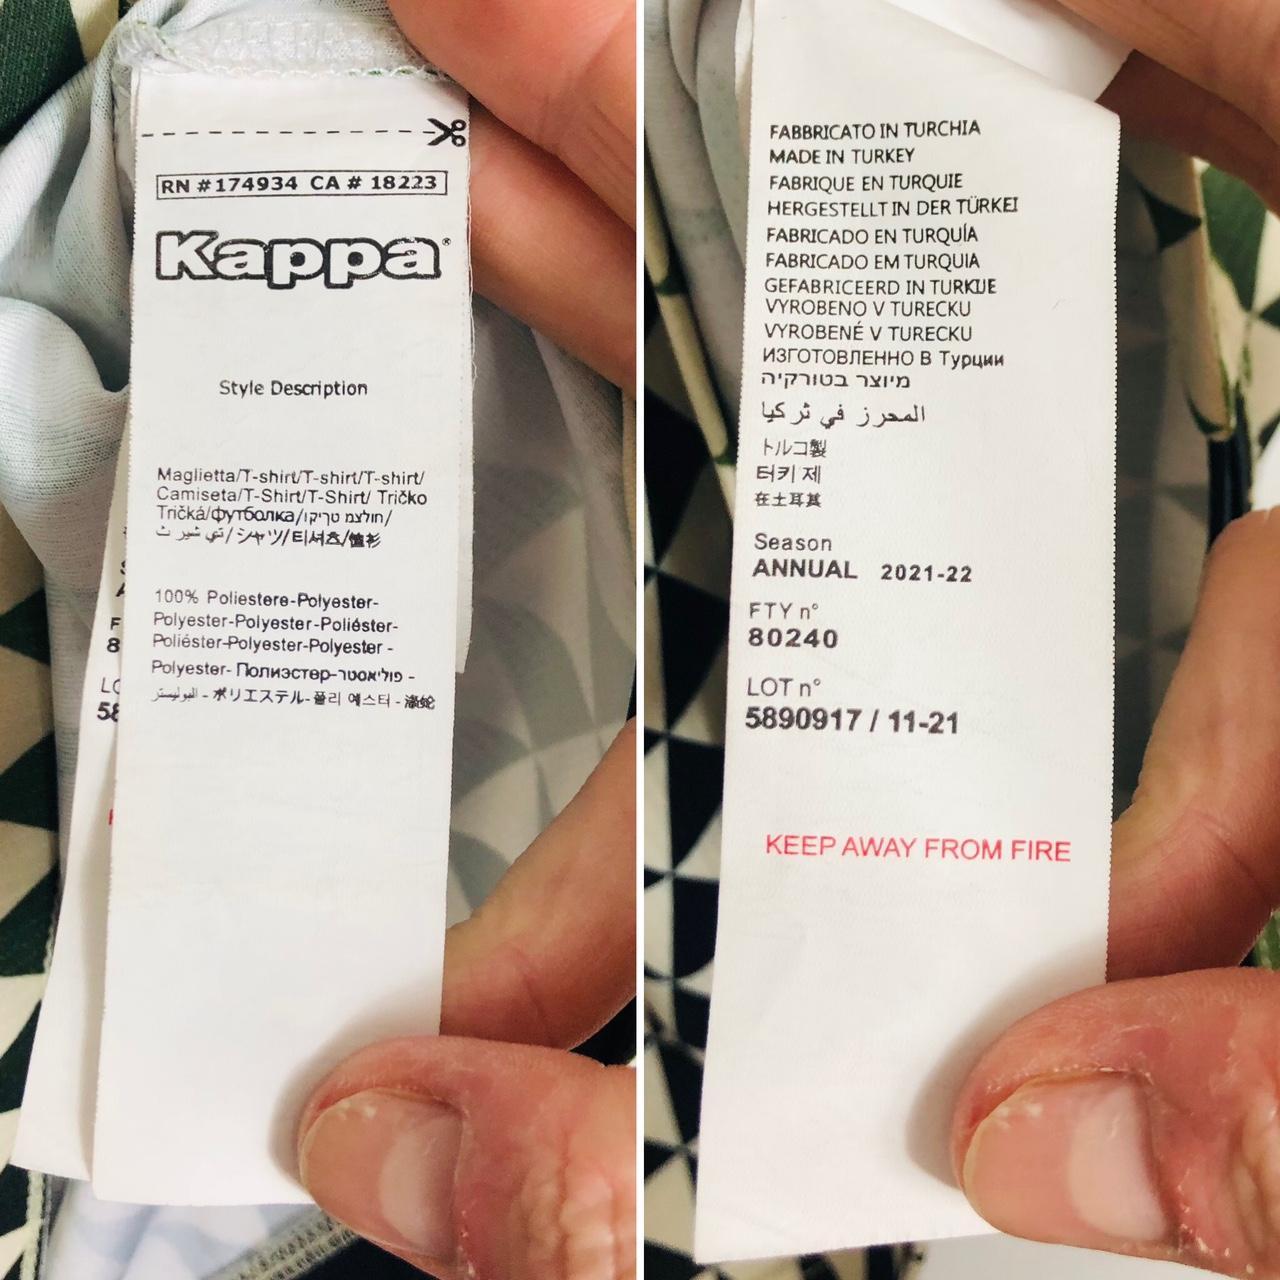 RN #174934 CA # 18223
Kappa
Style Description
Maglietta/T-shirt/T-shirt/T-shirt/
Camiseta/T-Shirt/T-Shirt/ Tričko
Tričká/футболка/חולצמ טריקו/
تي شيرت/シャツ/티셔츠/恤衫
100% Poliestere-Polyester-
Polyester-Polyester-Poliéster-
Poliéster-Polyester-Polyester -
Polyester- Полиэстер-פוליאסטר -
البوليستر - ポリエステル-폴리 에스터 -
FABBRICATO IN TURCHIA
MADE IN TURKEY
FABRIQUE EN TURQUIE
HERGESTELLT IN DER TÜRKEI
FABRICADO EN TURQUÍA
FABRICADO EM TURQUIA
GEFABRICEERD IN TURKIJE
VYROBENO V TURECKU
VYROBENÉ V TURECKU
ИЗГОТОВЛЕННО В Турции
מיוצר בטורקיה
المحرز في ثركيا
トルコ製
터키 제
在土耳其
Season
ANNUAL 2021-22
FTY n°
80240
LOT n°
5890917 / 11-21
KEEP AWAY FROM FIRE